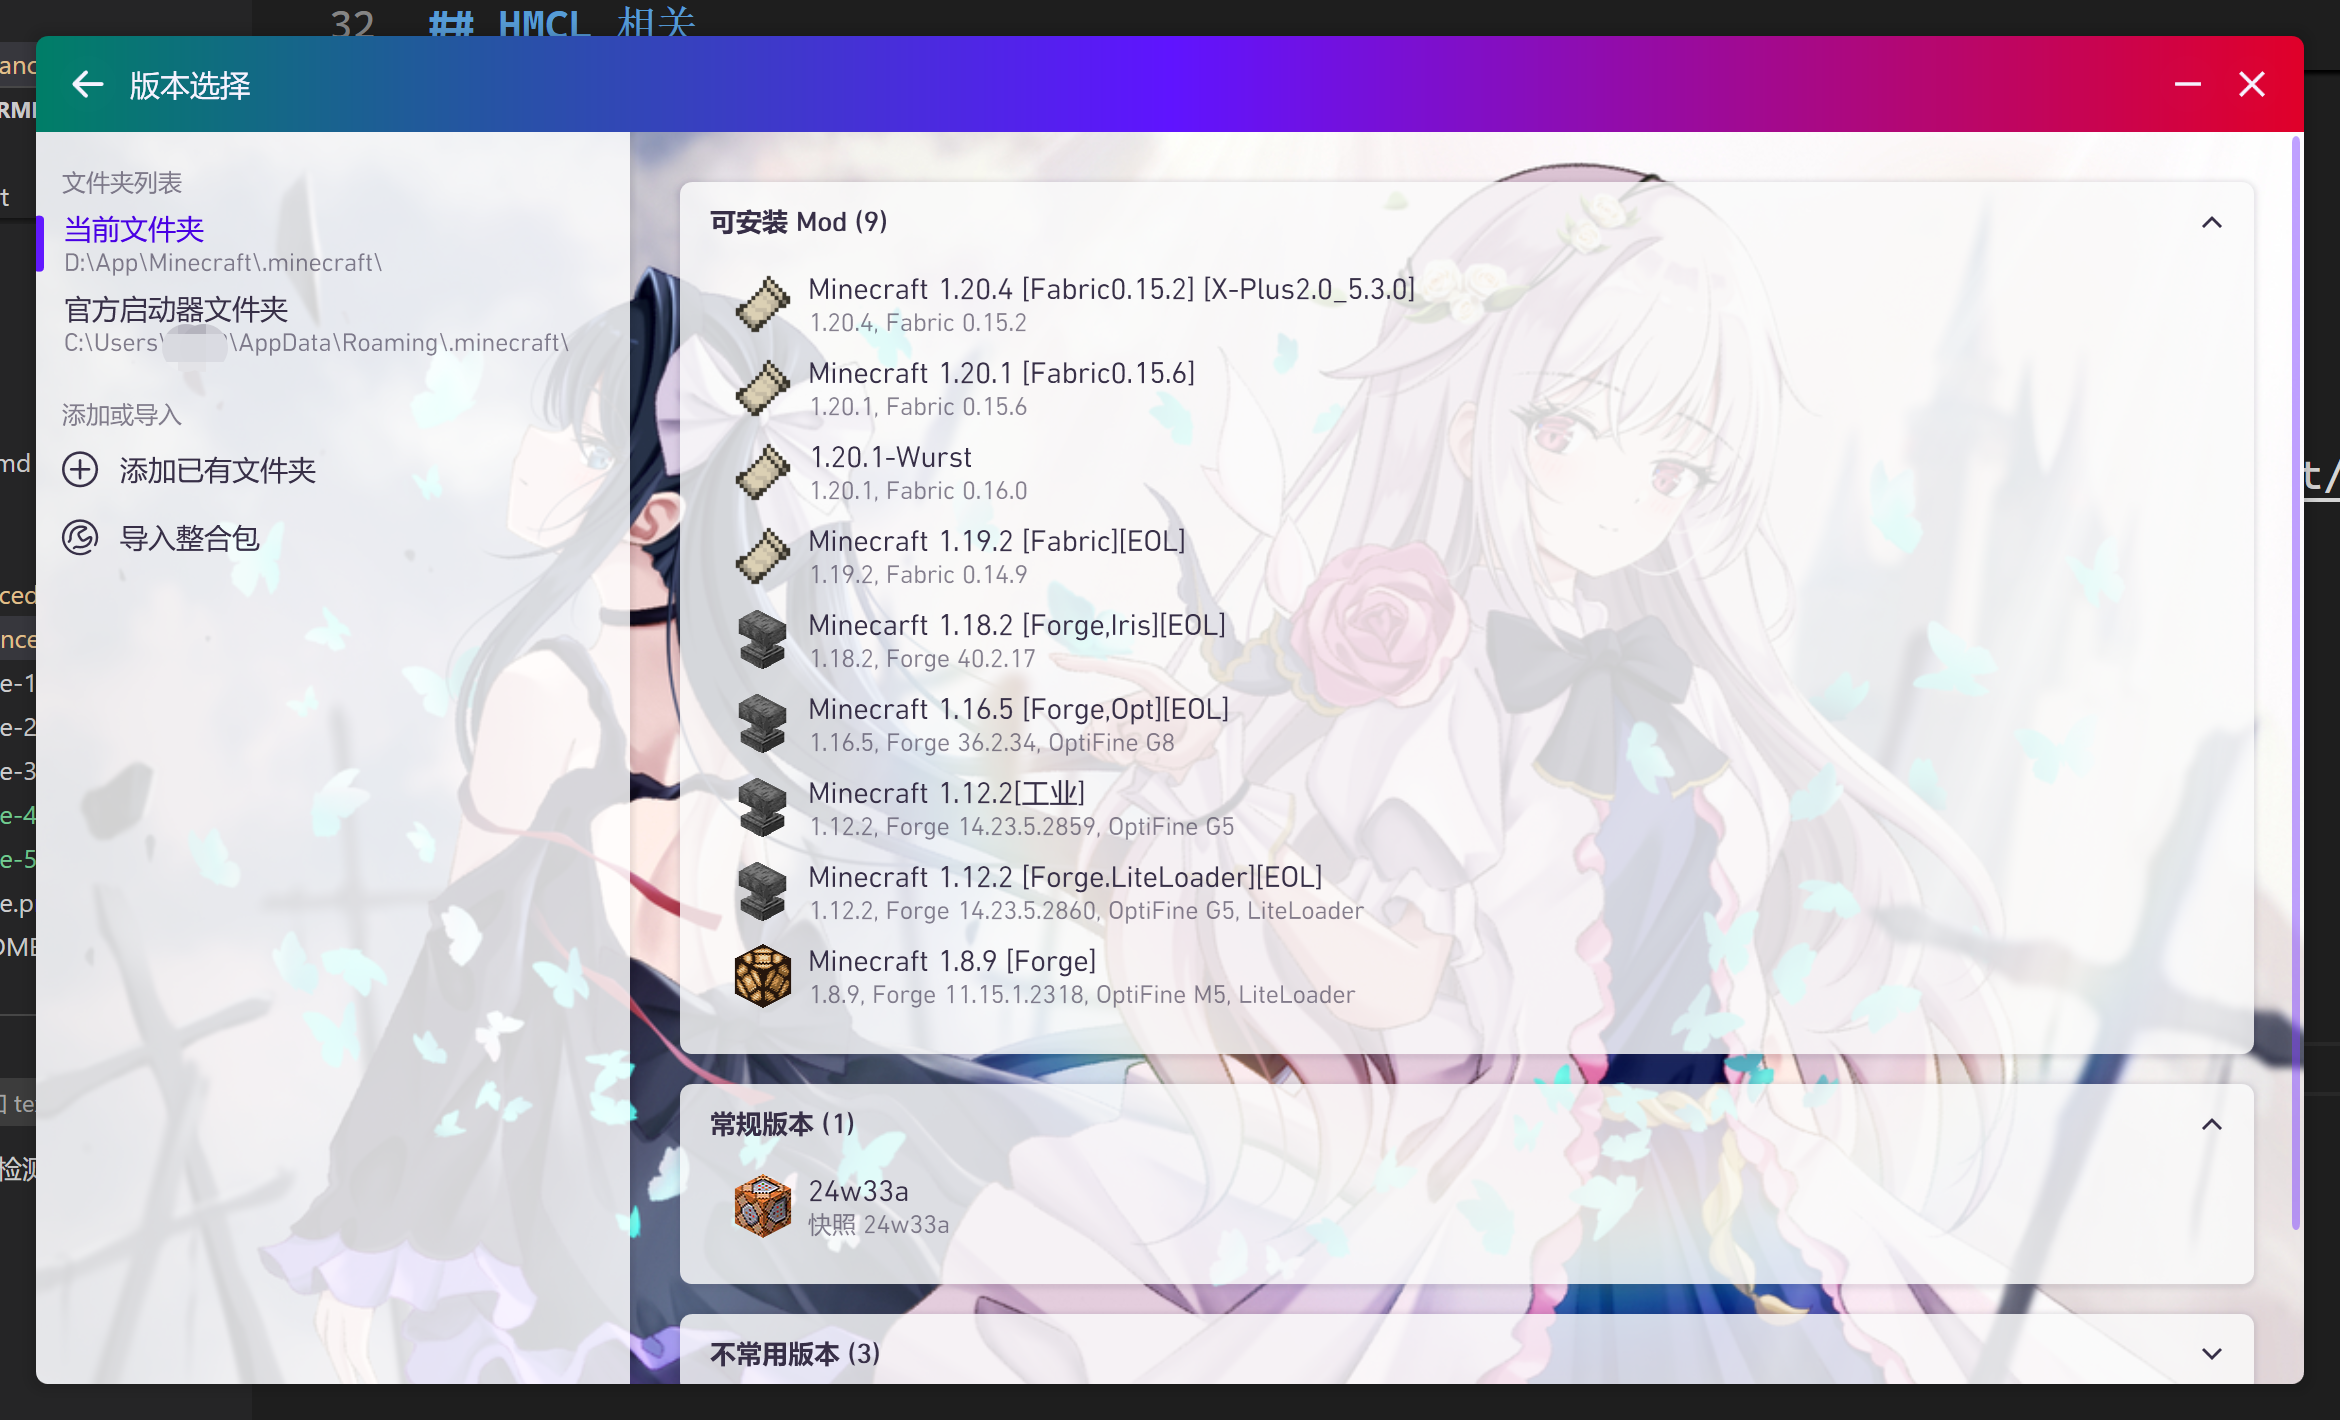 32 ## HMCL 相关
版本选择
文件夹列表
当前文件夹
D:\App\Minecraft\.minecraft\
官方启动器文件夹
C:\Users\ \AppData\Roaming\.minecraft\
添加或导入
添加已有文件夹
导入整合包
可安装 Mod (9)
Minecraft 1.20.4 [Fabric0.15.2] [X-Plus2.0_5.3.0]
1.20.4, Fabric 0.15.2
Minecraft 1.20.1 [Fabric0.15.6]
1.20.1, Fabric 0.15.6
1.20.1-Wurst
1.20.1, Fabric 0.16.0
Minecraft 1.19.2 [Fabric][EOL]
1.19.2, Fabric 0.14.9
Minecarft 1.18.2 [Forge,Iris][EOL]
1.18.2, Forge 40.2.17
Minecraft 1.16.5 [Forge,Opt][EOL]
1.16.5, Forge 36.2.34, OptiFine G8
Minecraft 1.12.2[工业]
1.12.2, Forge 14.23.5.2859, OptiFine G5
Minecraft 1.12.2 [Forge.LiteLoader][EOL]
1.12.2, Forge 14.23.5.2860, OptiFine G5, LiteLoader
Minecraft 1.8.9 [Forge]
1.8.9, Forge 11.15.1.2318, OptiFine M5, LiteLoader
常规版本 (1)
24w33a
快照 24w33a
不常用版本 (3)